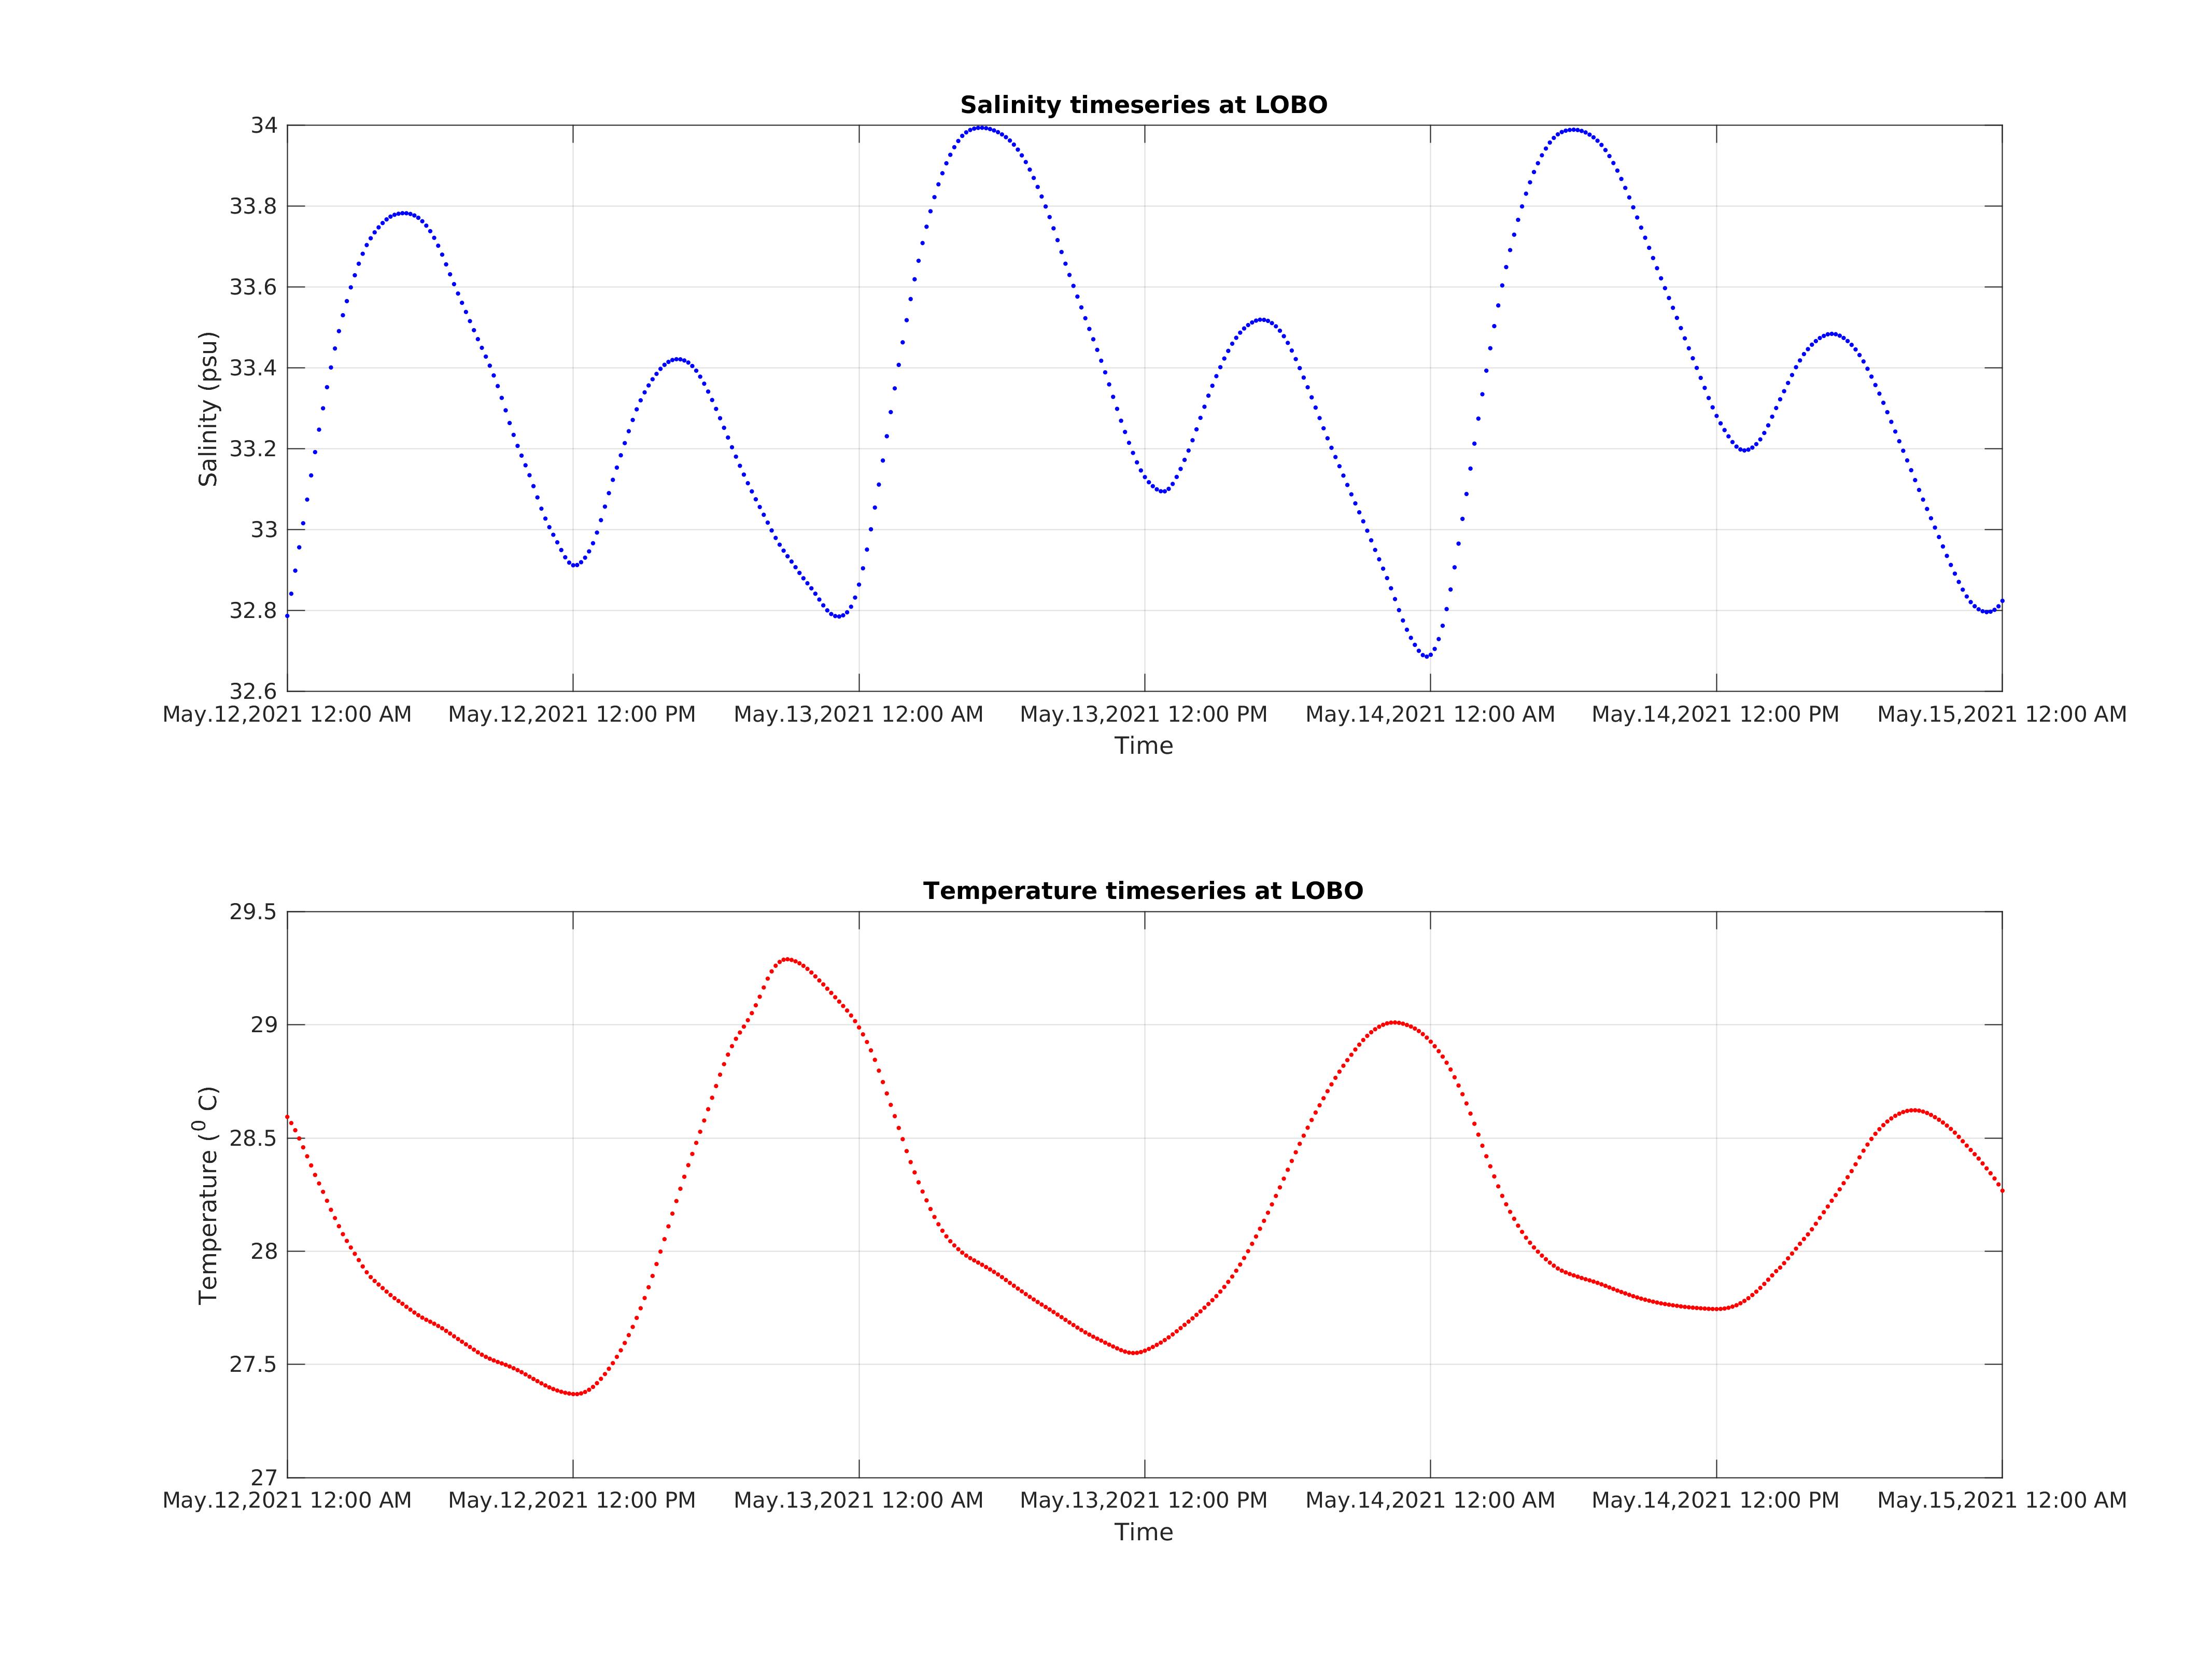 Salinity timeseries at LOBO
34
33.8
33.6
33.4
33.2
33
32.8
32.6
Salinity (psu)
May.12,2021 12:00 AM May.12,2021 12:00 PM May.13,2021 12:00 AM May.13,2021 12:00 PM May.14,2021 12:00 AM May.14,2021 12:00 PM May.15,2021 12:00 AM
Time
Temperature timeseries at LOBO
29.5
29
28.5
28
27.5
27
Temperature (⁰ C)
May.12,2021 12:00 AM May.12,2021 12:00 PM May.13,2021 12:00 AM May.13,2021 12:00 PM May.14,2021 12:00 AM May.14,2021 12:00 PM May.15,2021 12:00 AM
Time